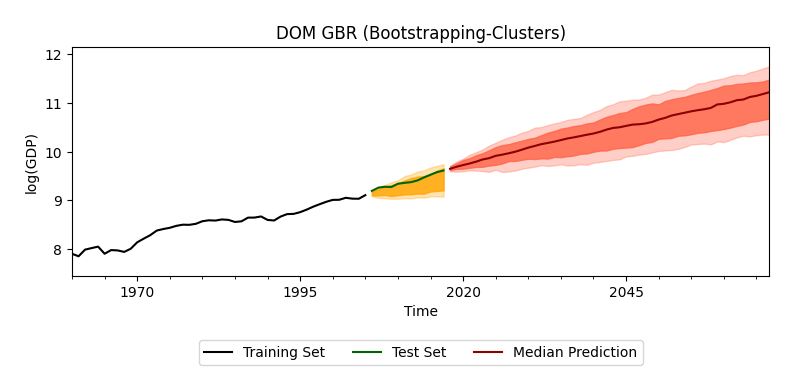 DOM GBR (Bootstrapping-Clusters)
12
11
10
9
8
log(GDP)
1970 1995 2020 2045
Time
Training Set Test Set Median Prediction